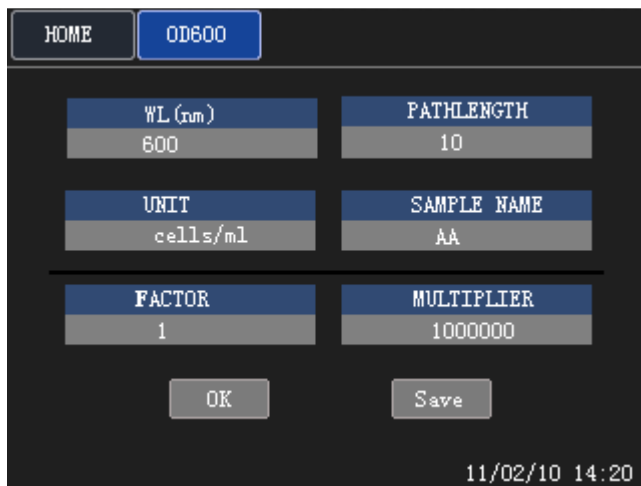 HOME OD600
WL(nm) PATHLENGTH
600 10
UNIT SAMPLE NAME
cells/ml AA
FACTOR MULTIPLIER
1 1000000
OK Save
11/02/10 14:20